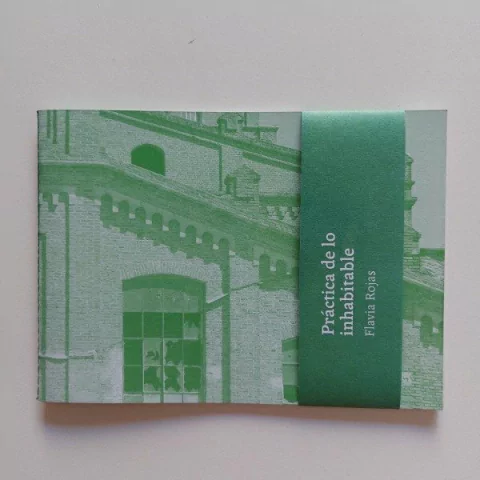 Práctica de lo
inhabitable
Flavia Rojas